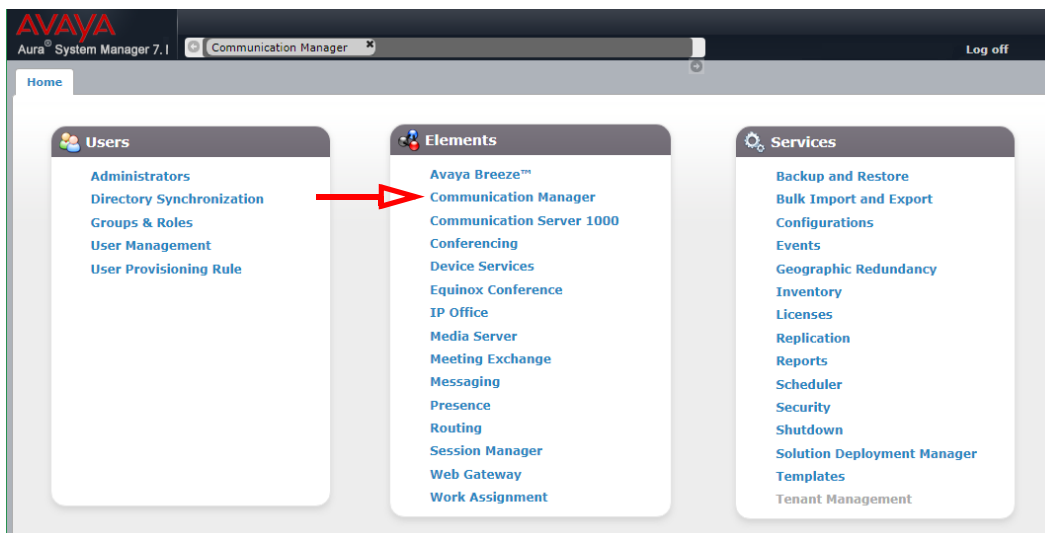 AVAYA
Aura® System Manager 7.1
Communication Manager
Log off
Home
Users
Administrators
Directory Synchronization
Groups & Roles
User Management
User Provisioning Rule
Elements
Avaya Breeze™
Communication Manager
Communication Server 1000
Conferencing
Device Services
Equinox Conference
IP Office
Media Server
Meeting Exchange
Messaging
Presence
Routing
Session Manager
Web Gateway
Work Assignment
Services
Backup and Restore
Bulk Import and Export
Configurations
Events
Geographic Redundancy
Inventory
Licenses
Replication
Reports
Scheduler
Security
Shutdown
Solution Deployment Manager
Templates
Tenant Management